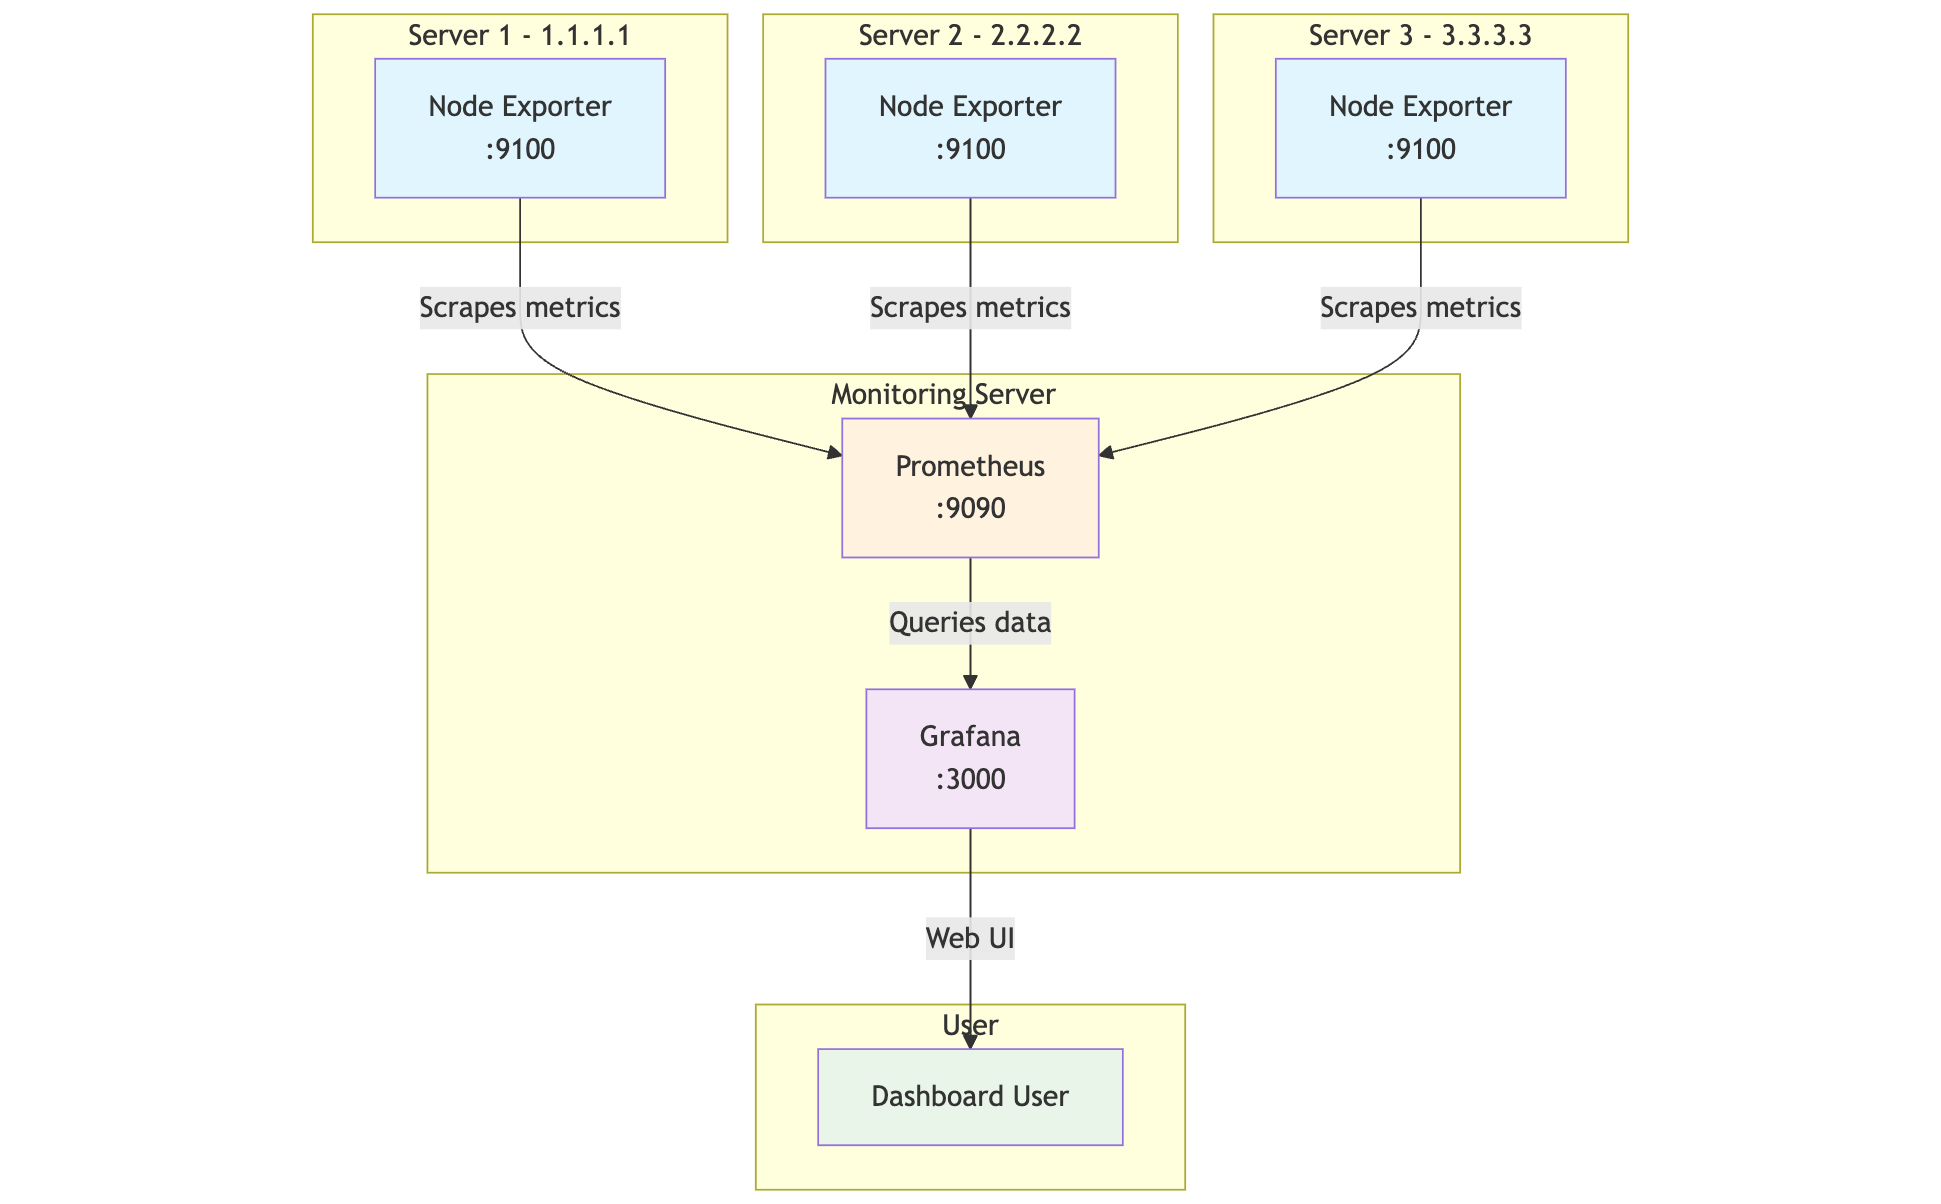 Server 1 - 1.1.1.1
Server 2 - 2.2.2.2
Server 3 - 3.3.3.3
Node Exporter
:9100
Node Exporter
:9100
Node Exporter
:9100
Scrapes metrics
Scrapes metrics
Scrapes metrics
Monitoring Server
Prometheus
:9090
Queries data
Grafana
:3000
Web UI
User
Dashboard User